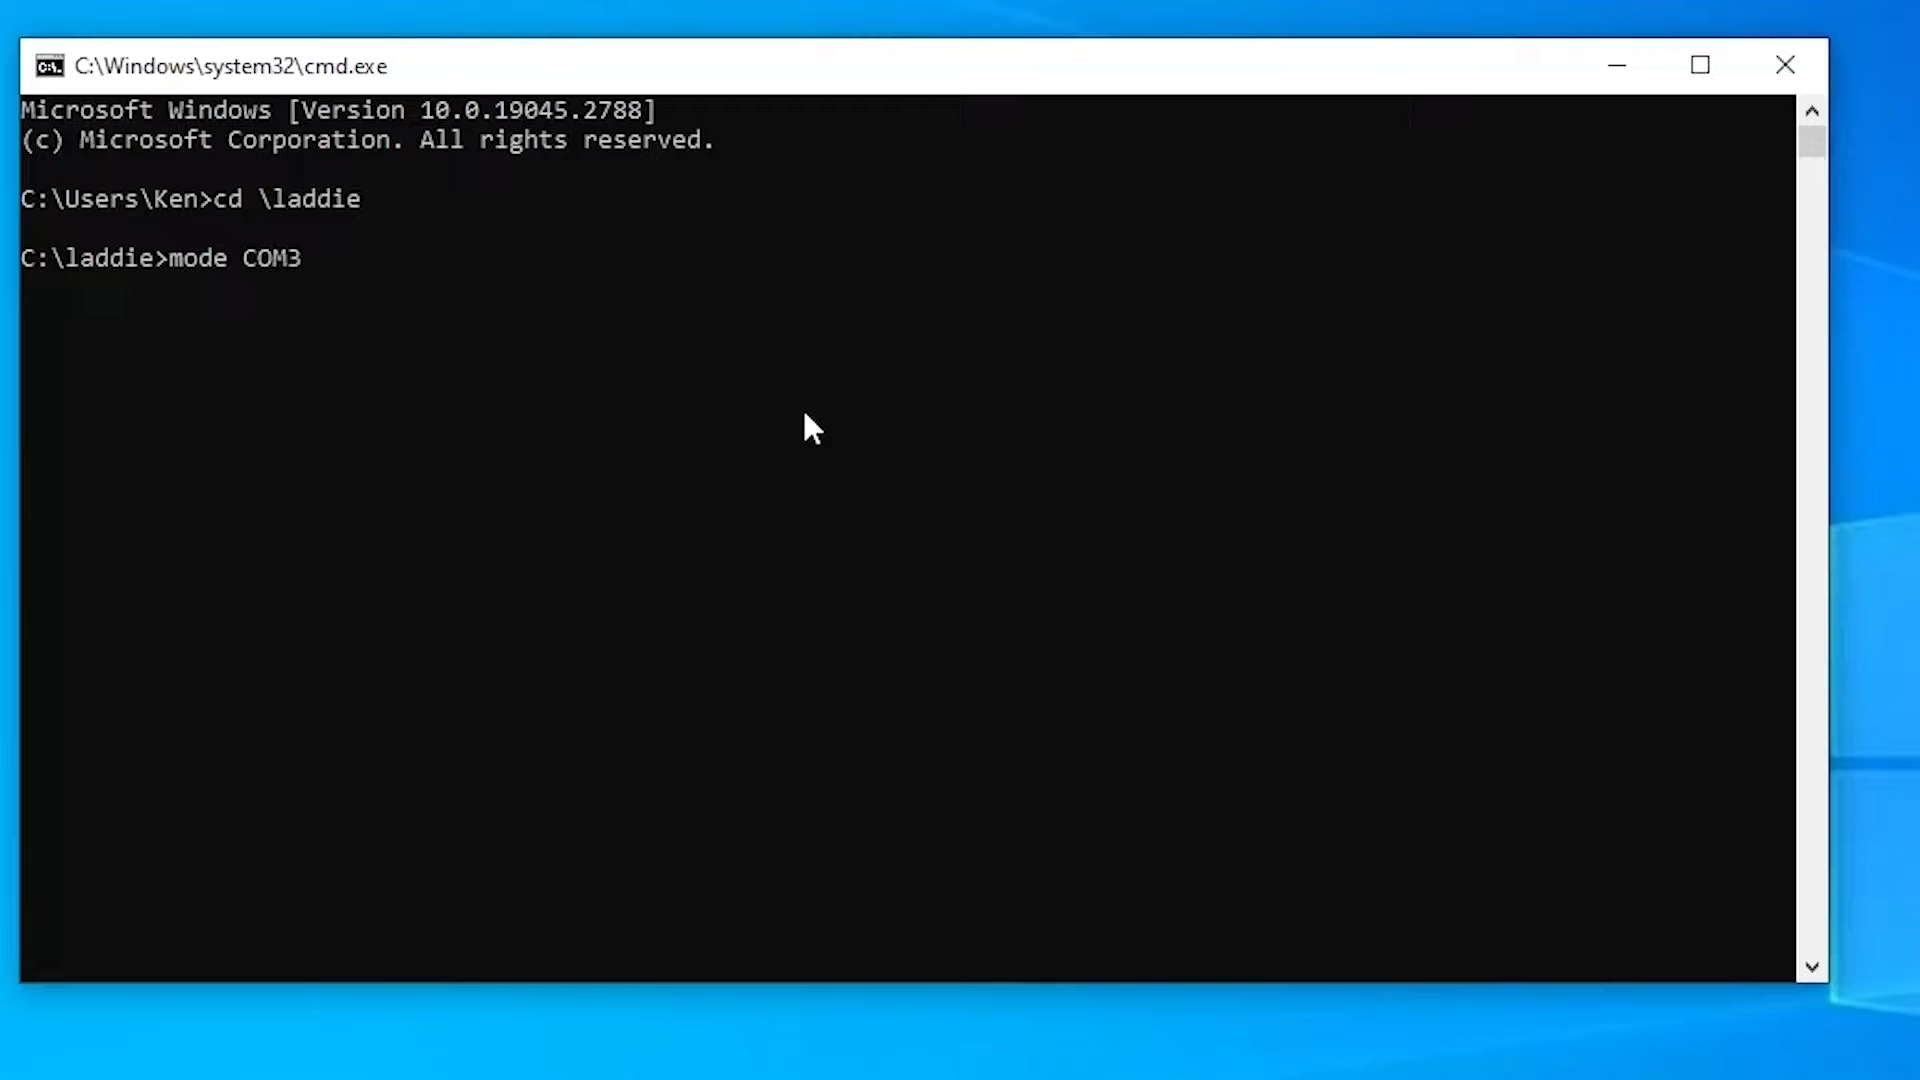 C:\Windows\system32\cmd.exe
Microsoft Windows [Version 10.0.19045.2788]
(c) Microsoft Corporation. All rights reserved.
C:\Users\Ken>cd \laddie
C:\laddie>mode COM3